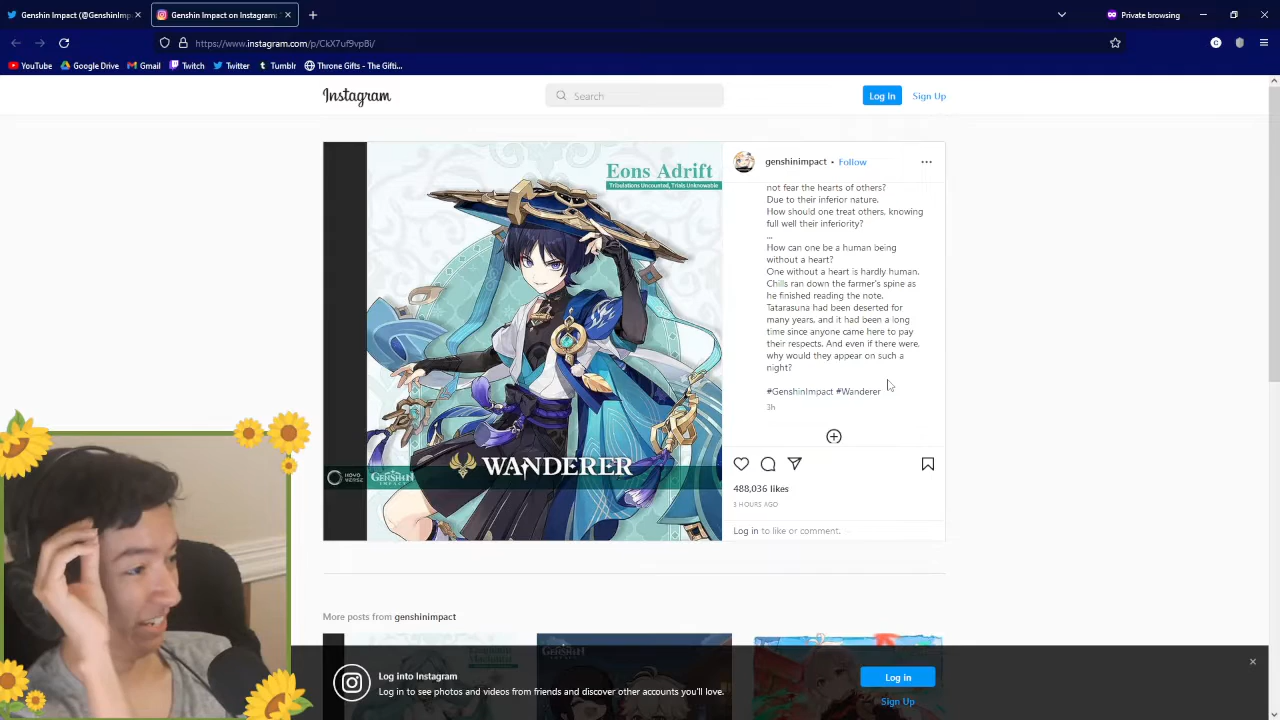 Genshin Impact (@GenshinImp
Genshin Impact on Instagram:
Private browsing
https://www.instagram.com/p/CkX7uf9vpBi/
YouTube
Google Drive
Gmail
Twitch
Twitter
Tumblr
Throne Gifts - The Gifti...
Instagram
Search
Log In
Sign Up
Eons Adrift
Tribulations Uncounted, Trials Unknowable
WANDERER
HOYO
VERSE
GENSHIN
IMPACT
genshinimpact • Follow
not fear the hearts of others?
Due to their inferior nature.
How should one treat others, knowing
full well their inferiority?
...
How can one be a human being
without a heart?
One without a heart is hardly human.
Chills ran down the farmer's spine as
he finished reading the note.
Tatarasuna had been deserted for
many years, and it had been a long
time since anyone came here to pay
their respects. And even if there were,
why would they appear on such a
night?
#GenshinImpact #Wanderer
3h
488,036 likes
3 HOURS AGO
Log in to like or comment.
More posts from genshinimpact
GENSHIN
Log into Instagram
Log in to see photos and videos from friends and discover other accounts you'll love.
Log in
Sign Up